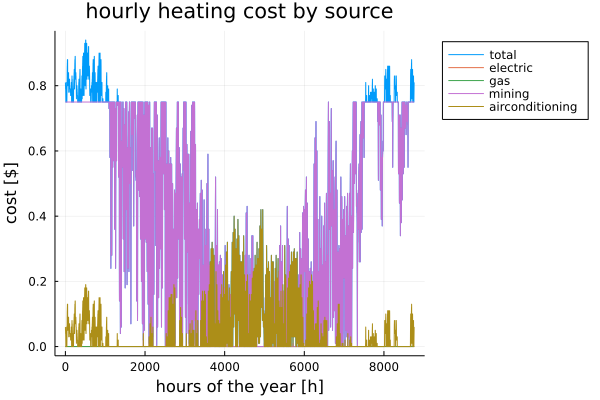 hourly heating cost by source
total
electric
gas
mining
airconditioning
cost [$]
0.8
0.6
0.4
0.2
0.0
0 2000 4000 6000 8000
hours of the year [h]